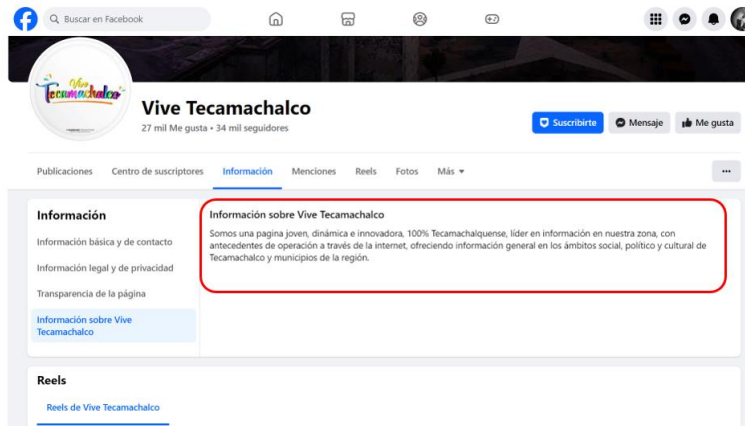 Buscar en Facebook
Vive
Tecamachalco
Vive Tecamachalco
27 mil Me gusta • 34 mil seguidores
Suscribirte
Mensaje
Me gusta
Publicaciones
Centro de suscriptores
Información
Menciones
Reels
Fotos
Más
Información
Información básica y de contacto
Información legal y de privacidad
Transparencia de la página
Información sobre Vive
Tecamachalco
Información sobre Vive Tecamachalco
Somos una pagina joven, dinámica e innovadora, 100% Tecamachalquense, líder en información en nuestra zona, con
antecedentes de operación a través de la internet, ofreciendo información general en los ámbitos social, político y cultural de
Tecamachalco y municipios de la región.
Reels
Reels de Vive Tecamachalco